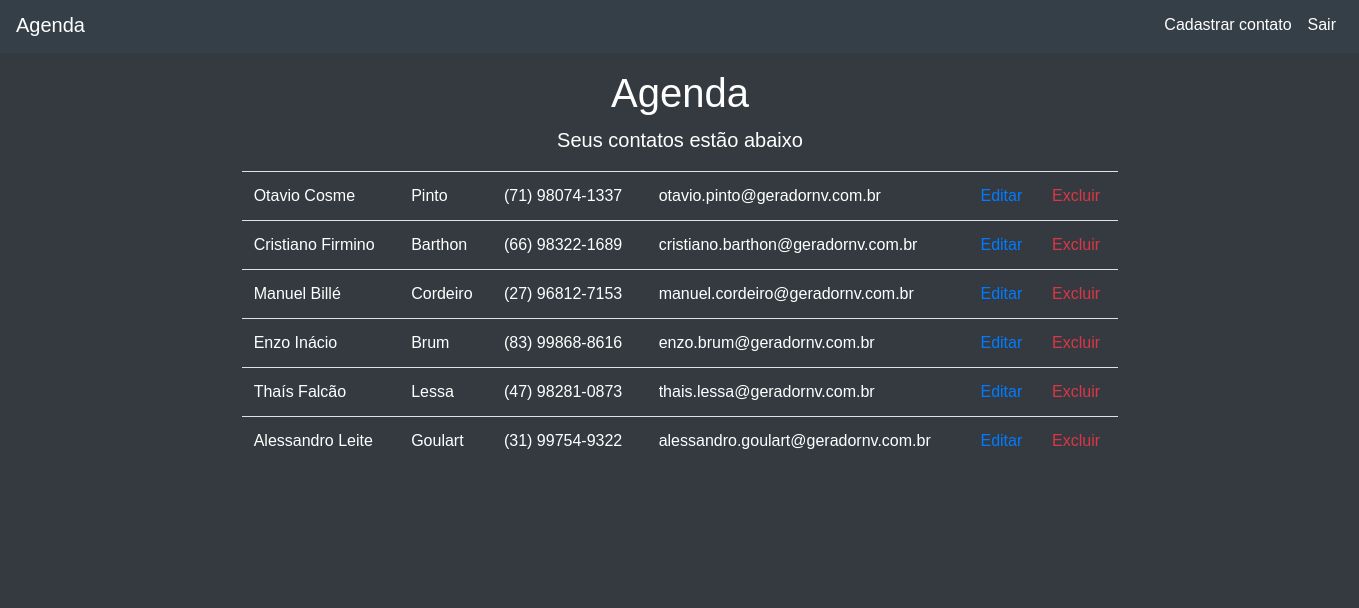 Agenda Cadastrar contato Sair
Agenda
Seus contatos estão abaixo
Otavio Cosme Pinto (71) 98074-1337 otavio.pinto@geradornv.com.br Editar Excluir
Cristiano Firmino Barthon (66) 98322-1689 cristiano.barthon@geradornv.com.br Editar Excluir
Manuel Billé Cordeiro (27) 96812-7153 manuel.cordeiro@geradornv.com.br Editar Excluir
Enzo Inácio Brum (83) 99868-8616 enzo.brum@geradornv.com.br Editar Excluir
Thaís Falcão Lessa (47) 98281-0873 thais.lessa@geradornv.com.br Editar Excluir
Alessandro Leite Goulart (31) 99754-9322 alessandro.goulart@geradornv.com.br Editar Excluir